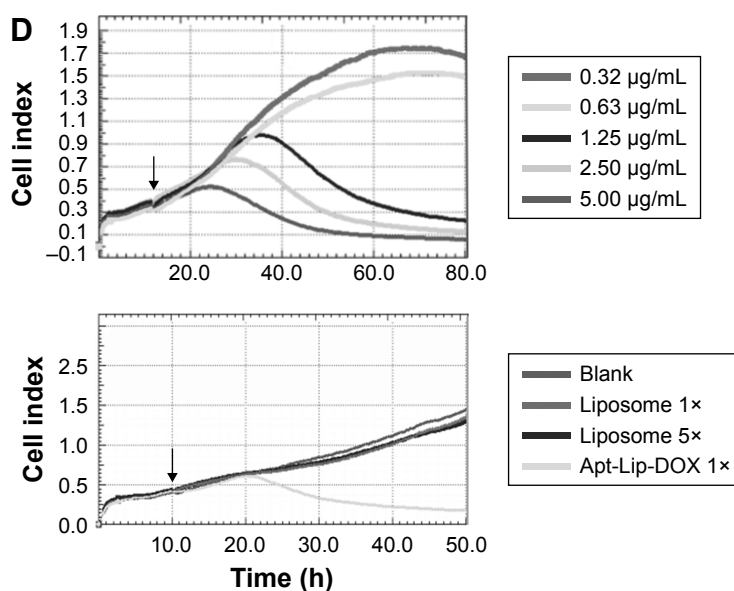 D
Cell index
1.9
1.7
1.5
1.3
1.1
0.9
0.7
0.5
0.3
0.1
–0.1
20.0 40.0 60.0 80.0
0.32 µg/mL
0.63 µg/mL
1.25 µg/mL
2.50 µg/mL
5.00 µg/mL
Cell index
2.5
1.5
1.0
0.5
0.0
10.0 20.0 30.0 40.0 50.0
Time (h)
Blank
Liposome 1×
Liposome 5×
Apt-Lip-DOX 1×